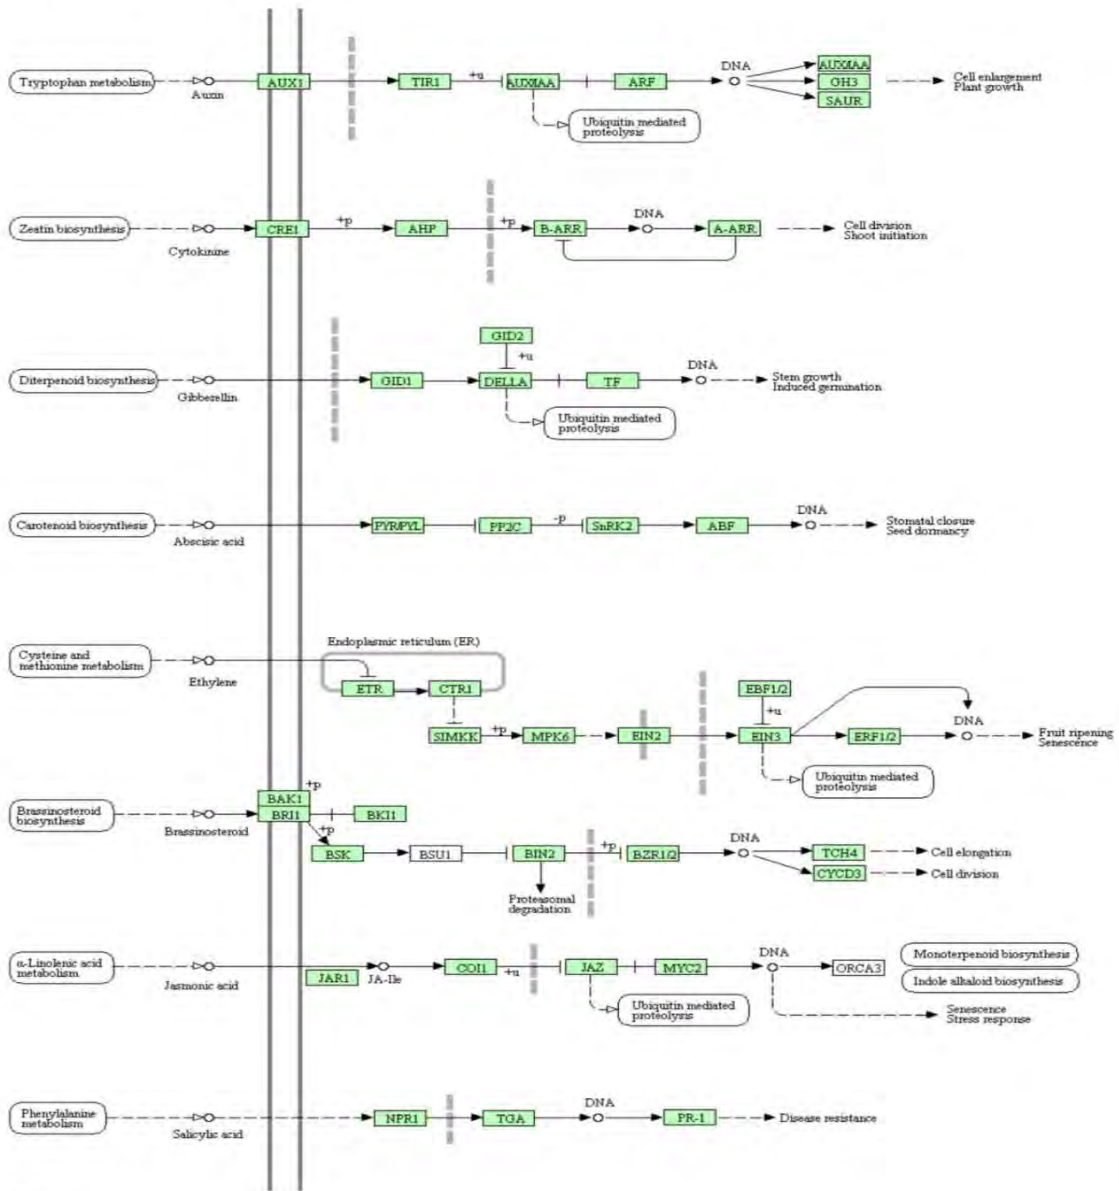 Tryptophan metabolism
Auxin
AUX1
TIR1
+u
AUX/IAA
ARF
DNA
AUX/IAA
GH3
SAUR
Cell enlargement
Plant growth
Ubiquitin mediated
proteolysis
Zeatin biosynthesis
Cytokinine
CRE1
+p
AHP
+p
B-ARR
DNA
A-ARR
Cell division
Shoot initiation
GID2
+u
Diterpenoid biosynthesis
Gibberellin
GID1
DELLA
TF
DNA
Stem growth
Induced germination
Ubiquitin mediated
proteolysis
Carotenoid biosynthesis
Abscisic acid
PYR/PYL
PP2C
-p
SnRK2
ABF
DNA
Stomatal closure
Seed dormancy
Endoplasmic reticulum (ER)
Cysteine and
methionine metabolism
Ethylene
ETR
CTR1
EBF1/2
+u
SIMKK
+p
MPK6
EIN2
EIN3
ERF1/2
DNA
Fruit ripening
Senescence
Ubiquitin mediated
proteolysis
Brassinosteroid
biosynthesis
Brassinosteroid
BAK1
+p
BRI1
BKI1
+p
BSK
BSU1
BIN2
+p
BZR1/2
DNA
TCH4
Cell elongation
CYCD3
Cell division
Proteasomal
degradation
α-Linolenic acid
metabolism
Jasmonic acid
JAR1
JA-Ile
COI1
+u
JAZ
MYC2
DNA
ORCA3
Monoterpenoid biosynthesis
Indole alkaloid biosynthesis
Ubiquitin mediated
proteolysis
Senescence
Stress response
Phenylalanine
metabolism
Salicylic acid
NPR1
TGA
DNA
PR-1
Disease resistance